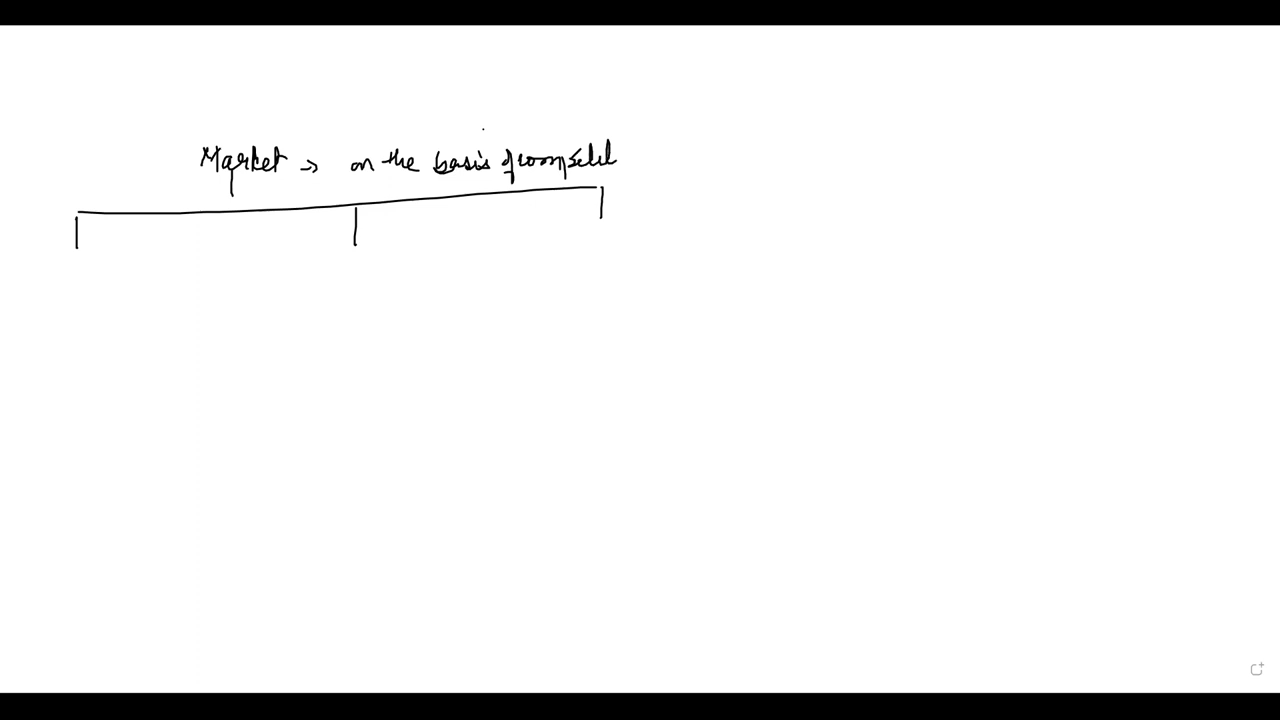 Market → on the basis of